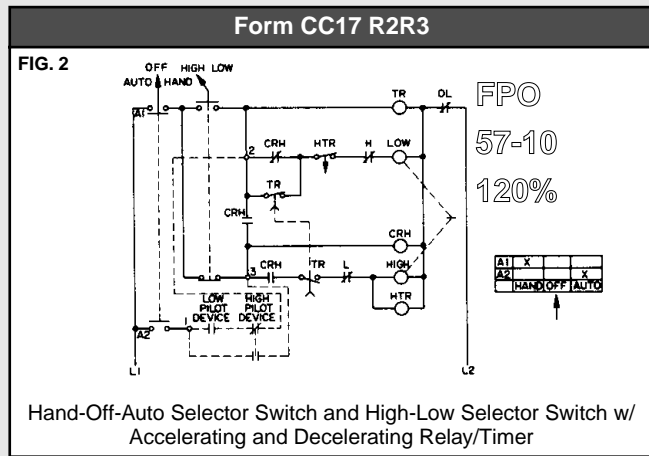 Form CC17 R2R3
FIG. 2
OFF HIGH LOW
AUTO HAND
A1
TR OL
FPO
57-10
120%
2 CRH HTR H LOW
TR
CRH
CRH
3 CRH TR L HIGH
HTR
LOW PILOT DEVICE
HIGH PILOT DEVICE
1
A2
L1 L2
A1 X
A2 X
HAND OFF AUTO
Hand-Off-Auto Selector Switch and High-Low Selector Switch w/
Accelerating and Decelerating Relay/Timer